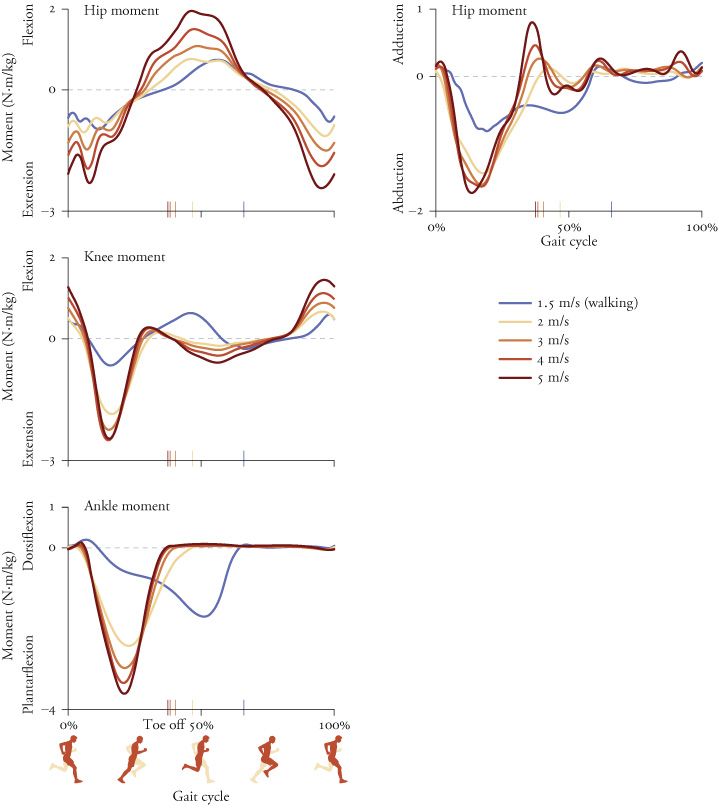 Hip moment
2
0
−3
Flexion
Extension
Moment (N·m/kg)
Hip moment
1
0
−2
Adduction
Abduction
0%
50%
100%
Gait cycle
Knee moment
2
0
−3
Flexion
Extension
Moment (N·m/kg)
1.5 m/s (walking)
2 m/s
3 m/s
4 m/s
5 m/s
Ankle moment
1
0
−4
Dorsiflexion
Plantarflexion
Moment (N·m/kg)
0%
Toe off 50%
100%
Gait cycle